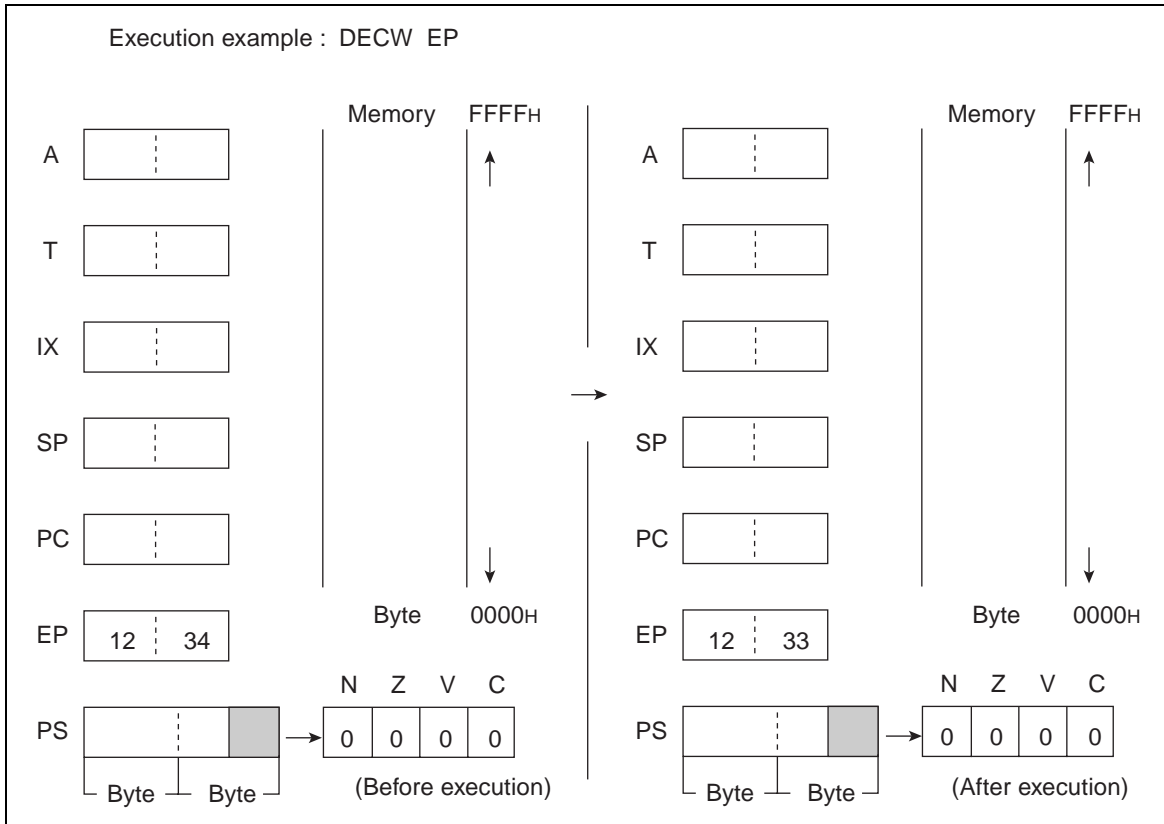 Execution example : DECW EP
Memory FFFFH
A
T
IX
SP
PC
Byte 0000H
EP 12 34
N Z V C
PS 0 0 0 0
Byte Byte (Before execution)
→
Memory FFFFH
A
T
IX
SP
PC
Byte 0000H
EP 12 33
N Z V C
PS 0 0 0 0
Byte Byte (After execution)